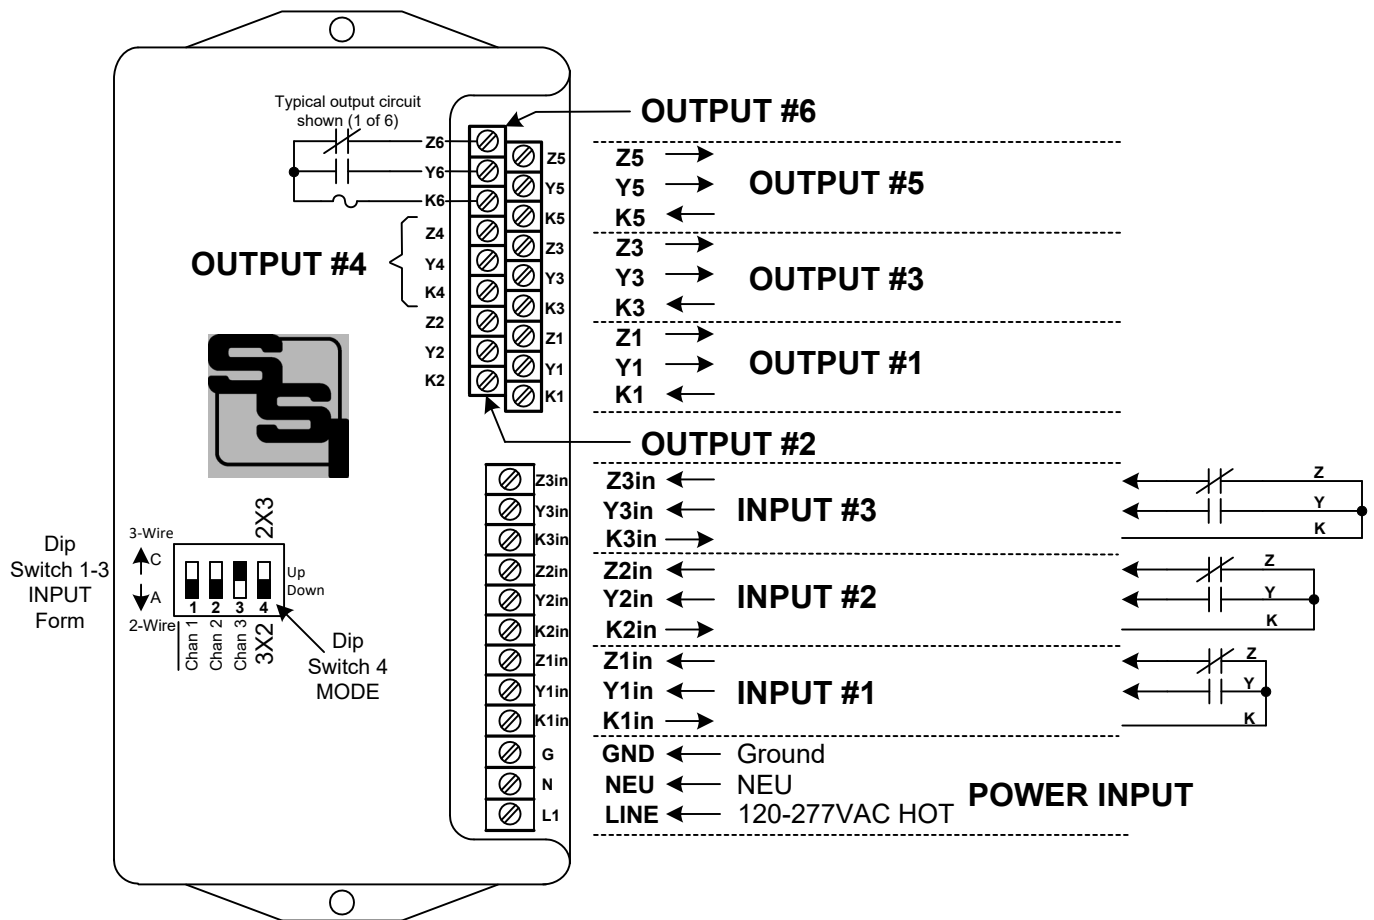 Typical output circuit
shown (1 of 6)
OUTPUT #6
Z6
Y6
K6
Z4
Y4
K4
OUTPUT #4
Z2
Y2
K2
Z5
Y5
K5
Z3
Y3
K3
Z1
Y1
K1
Z5
Y5
K5
OUTPUT #5
Z3
Y3
K3
OUTPUT #3
Z1
Y1
K1
OUTPUT #1
OUTPUT #2
SSI
Z3in
Y3in
K3in
Z2in
Y2in
K2in
Z1in
Y1in
K1in
G
N
L1
Z3in
Y3in
K3in
INPUT #3
Z
Y
K
Z2in
Y2in
K2in
INPUT #2
Z
Y
K
Z1in
Y1in
K1in
INPUT #1
Z
Y
K
GND
Ground
NEU
NEU
LINE
120-277VAC HOT
POWER INPUT
Dip
Switch 1-3
INPUT
Form
3-Wire
C
A
2-Wire
2X3
Up
Down
1 2 3 4
Chan 1
Chan 2
Chan 3
3X2
Dip
Switch 4
MODE